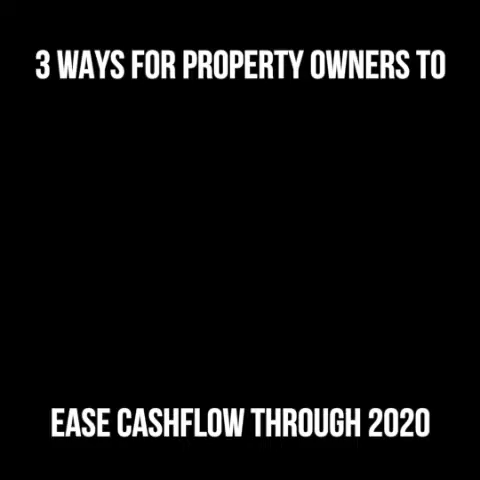 3 WAYS FOR PROPERTY OWNERS TO
EASE CASHFLOW THROUGH 2020